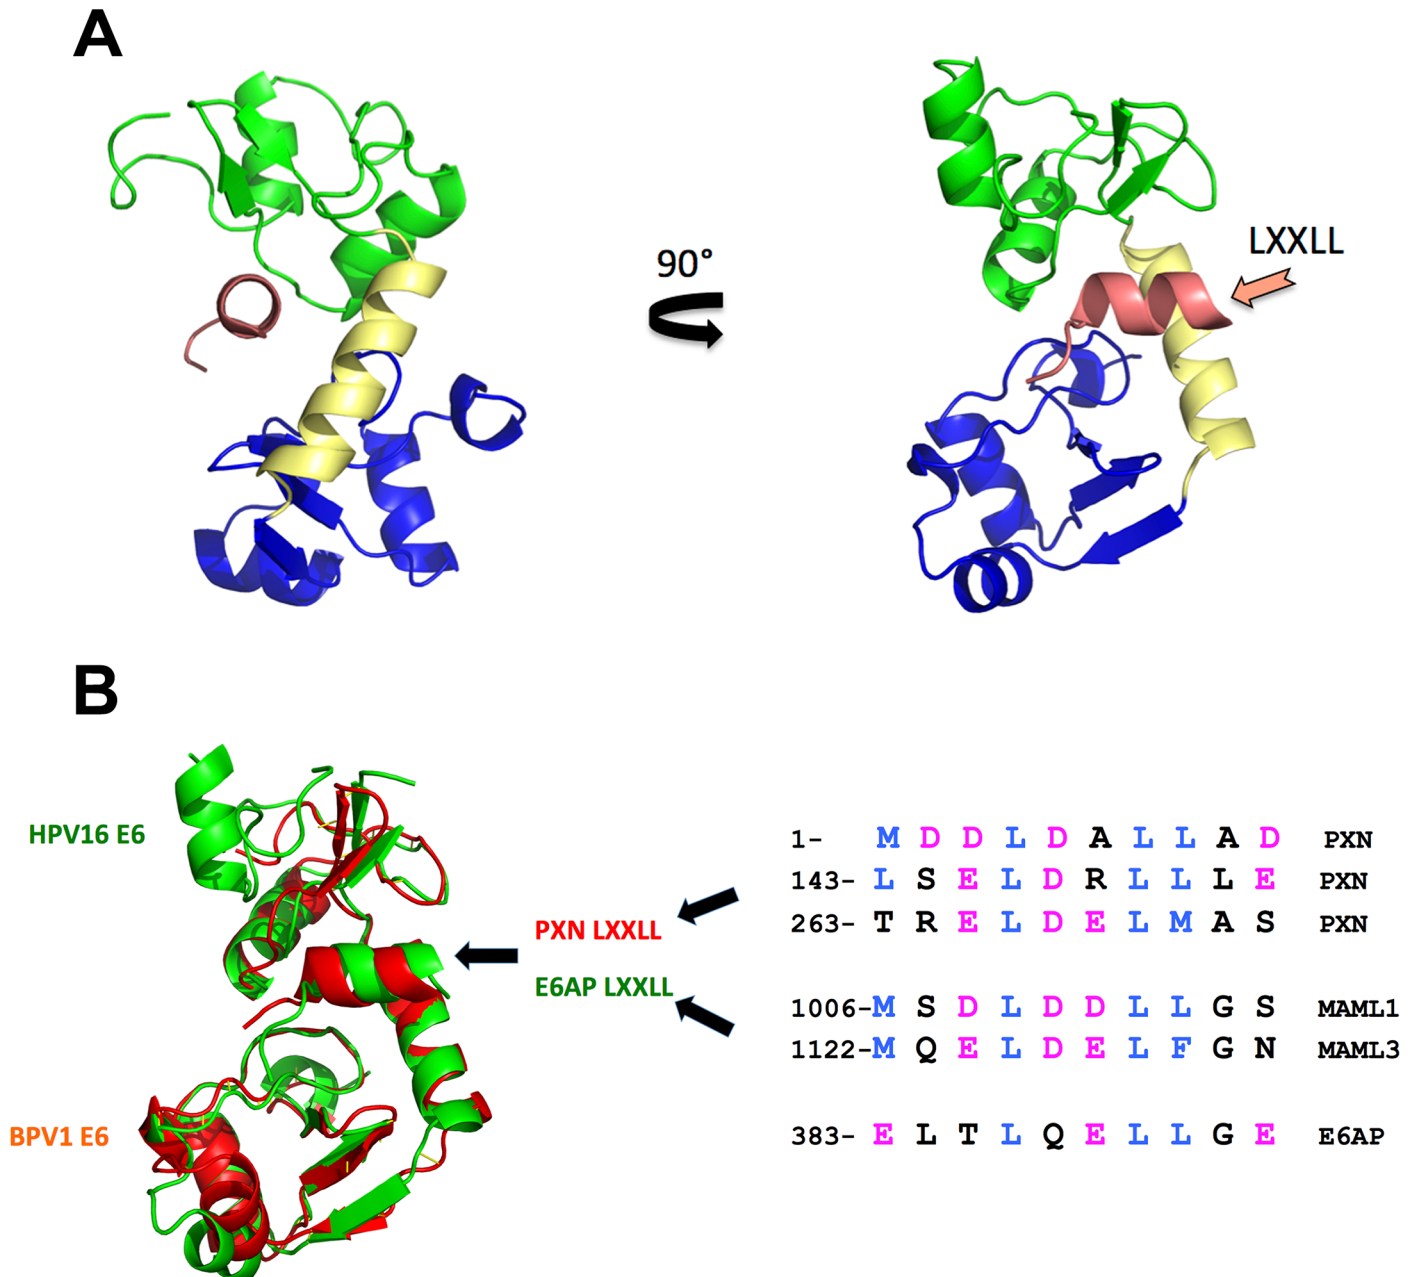 A
90°
LXXLL
B
HPV16 E6
BPV1 E6
PXN LXXLL
E6AP LXXLL
1- M D D L D A L L A D PXN
143- L S E L D R L L L E PXN
263- T R E L D E L M A S PXN
1006- M S D L D D L L G S MAML1
1122- M Q E L D E L F G N MAML3
383- E L T L Q E L L G E E6AP